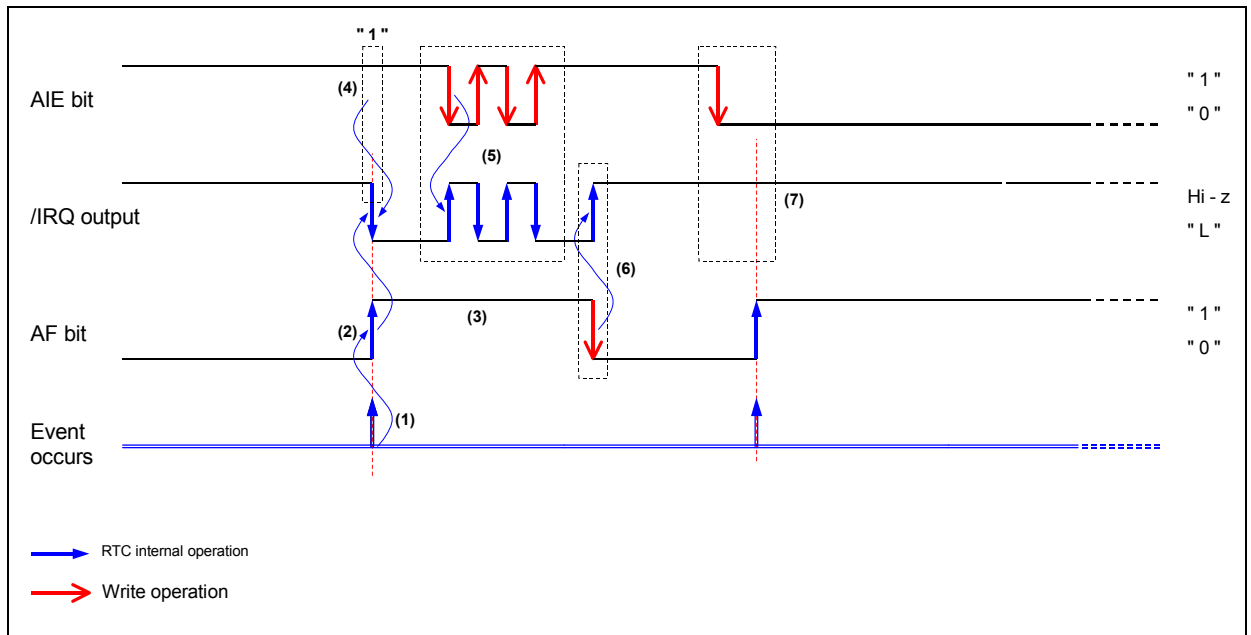 " 1 "
AIE bit
(4)
" 1 "
" 0 "
(5)
/IRQ output
(7)
Hi - z
" L "
(6)
AF bit
(2)
(3)
" 1 "
" 0 "
(1)
Event
occurs
RTC internal operation
Write operation